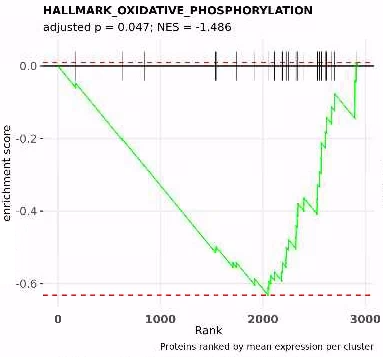 HALLMARK_OXIDATIVE_PHOSPHORYLATION
adjusted p = 0.047; NES = -1.486
0.0
-0.2
-0.4
-0.6
enrichment score
0
1000
2000
3000
Rank
Proteins ranked by mean expression per cluster